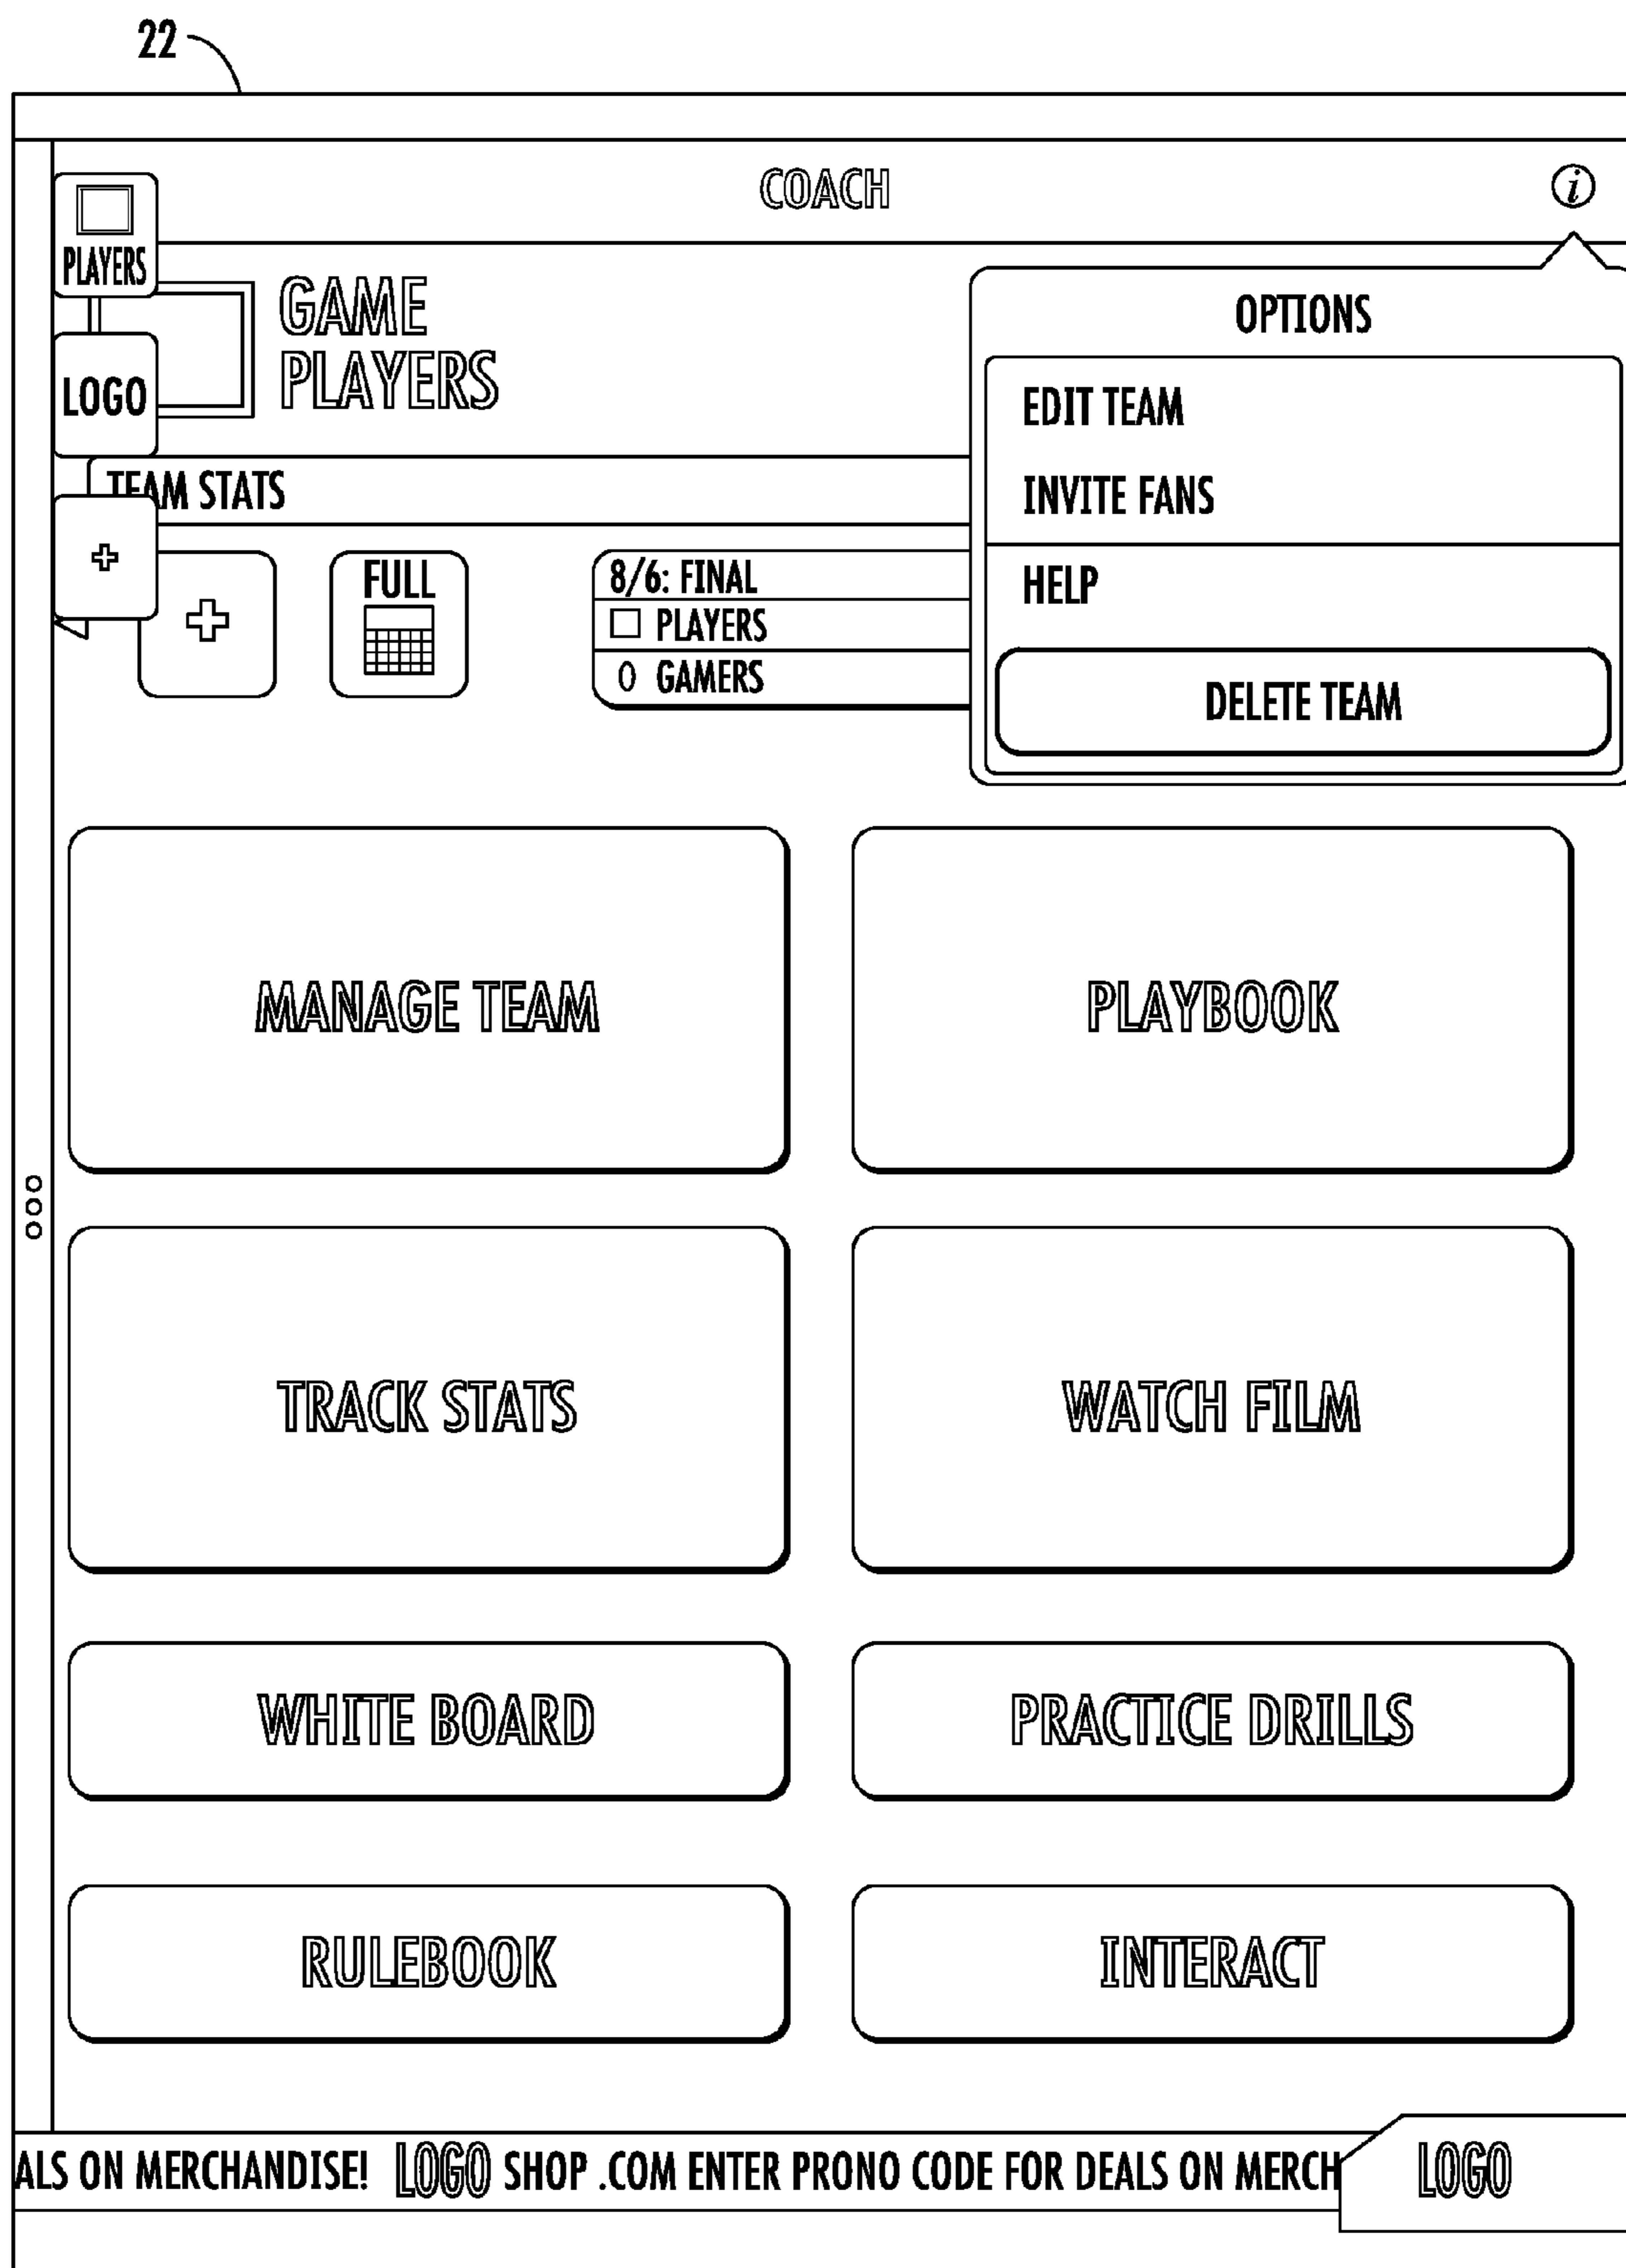 22
COACH
i
PLAYERS
GAME
PLAYERS
LOGO
TEAM STATS
OPTIONS
EDIT TEAM
INVITE FANS
HELP
DELETE TEAM
FULL
8/6: FINAL
PLAYERS
0 GAMERS
MANAGE TEAM
PLAYBOOK
TRACK STATS
WATCH FILM
WHITE BOARD
PRACTICE DRILLS
RULEBOOK
INTERACT
ALS ON MERCHANDISE! LOGO SHOP .COM ENTER PRONO CODE FOR DEALS ON MERCH
LOGO